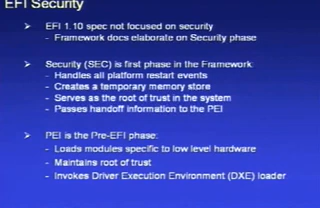 EFI Security
➢ EFI 1.10 spec not focused on security
- Framework docs elaborate on Security phase
➢ Security (SEC) is first phase in the Framework:
- Handles all platform restart events
- Creates a temporary memory store
- Serves as the root of trust in the system
- Passes handoff information to the PEI
➢ PEI is the Pre-EFI phase:
- Loads modules specific to low level hardware
- Maintains root of trust
- Invokes Driver Execution Environment (DXE) loader